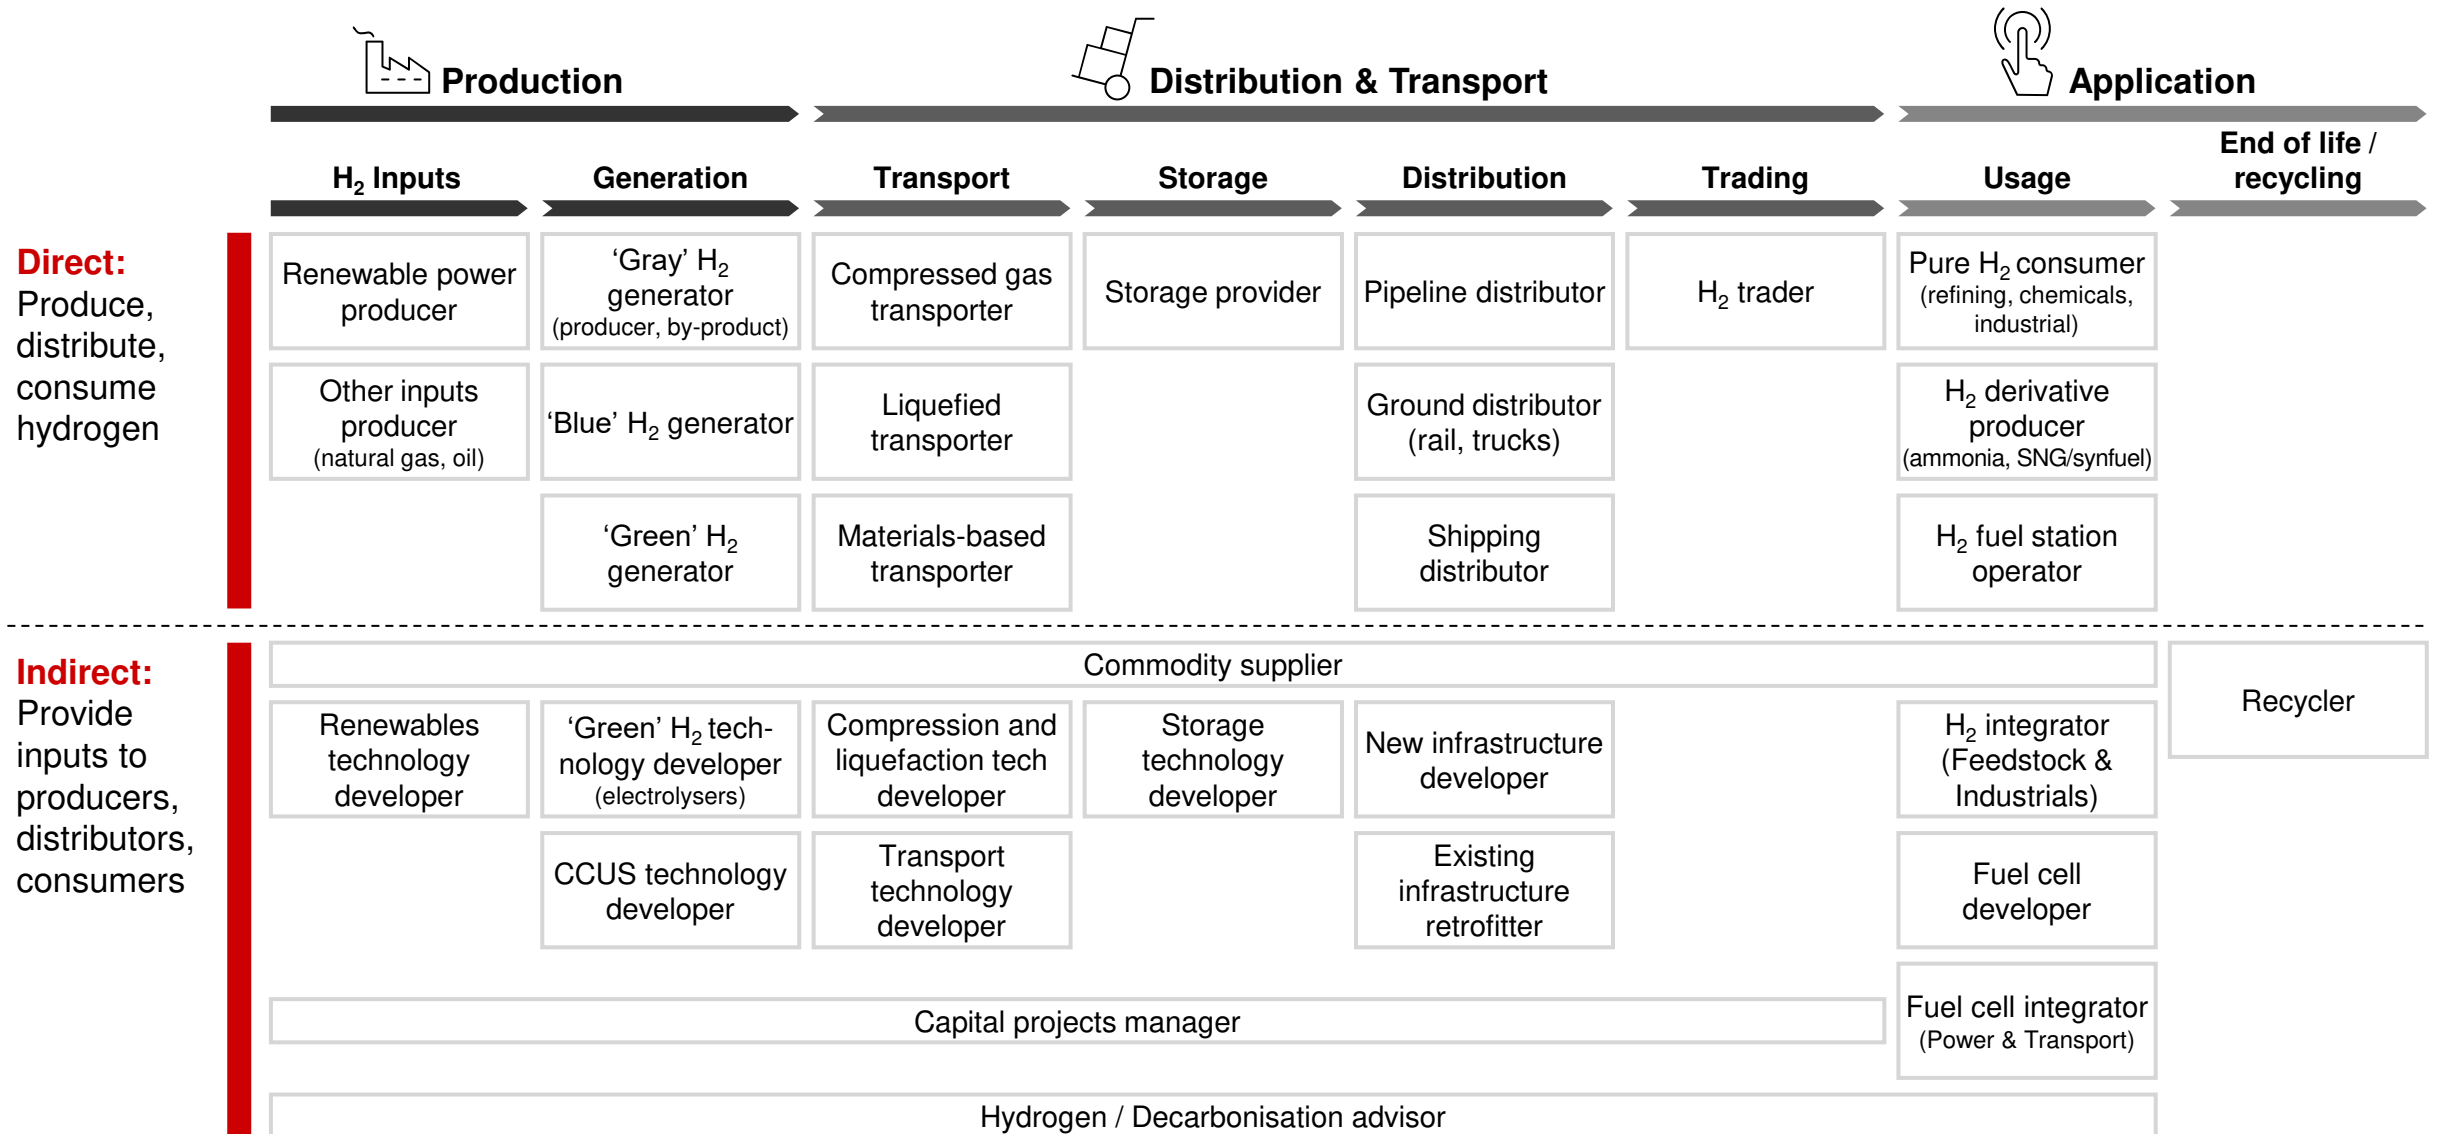 Production
Distribution & Transport
Application
H₂ Inputs
Generation
Transport
Storage
Distribution
Trading
Usage
End of life /
recycling
Direct:
Produce,
distribute,
consume
hydrogen
Renewable power
producer
Other inputs
producer
(natural gas, oil)
‘Gray’ H₂
generator
(producer, by-product)
‘Blue’ H₂ generator
‘Green’ H₂
generator
Compressed gas
transporter
Liquefied
transporter
Materials-based
transporter
Storage provider
Pipeline distributor
Ground distributor
(rail, trucks)
Shipping
distributor
H₂ trader
Pure H₂ consumer
(refining, chemicals,
industrial)
H₂ derivative
producer
(ammonia, SNG/synfuel)
H₂ fuel station
operator
Indirect:
Provide
inputs to
producers,
distributors,
consumers
Commodity supplier
Renewables
technology
developer
‘Green’ H₂ tech-
nology developer
(electrolysers)
CCUS technology
developer
Compression and
liquefaction tech
developer
Transport
technology
developer
Storage
technology
developer
New infrastructure
developer
Existing
infrastructure
retrofitter
H₂ integrator
(Feedstock &
Industrials)
Fuel cell
developer
Fuel cell integrator
(Power & Transport)
Recycler
Capital projects manager
Hydrogen / Decarbonisation advisor